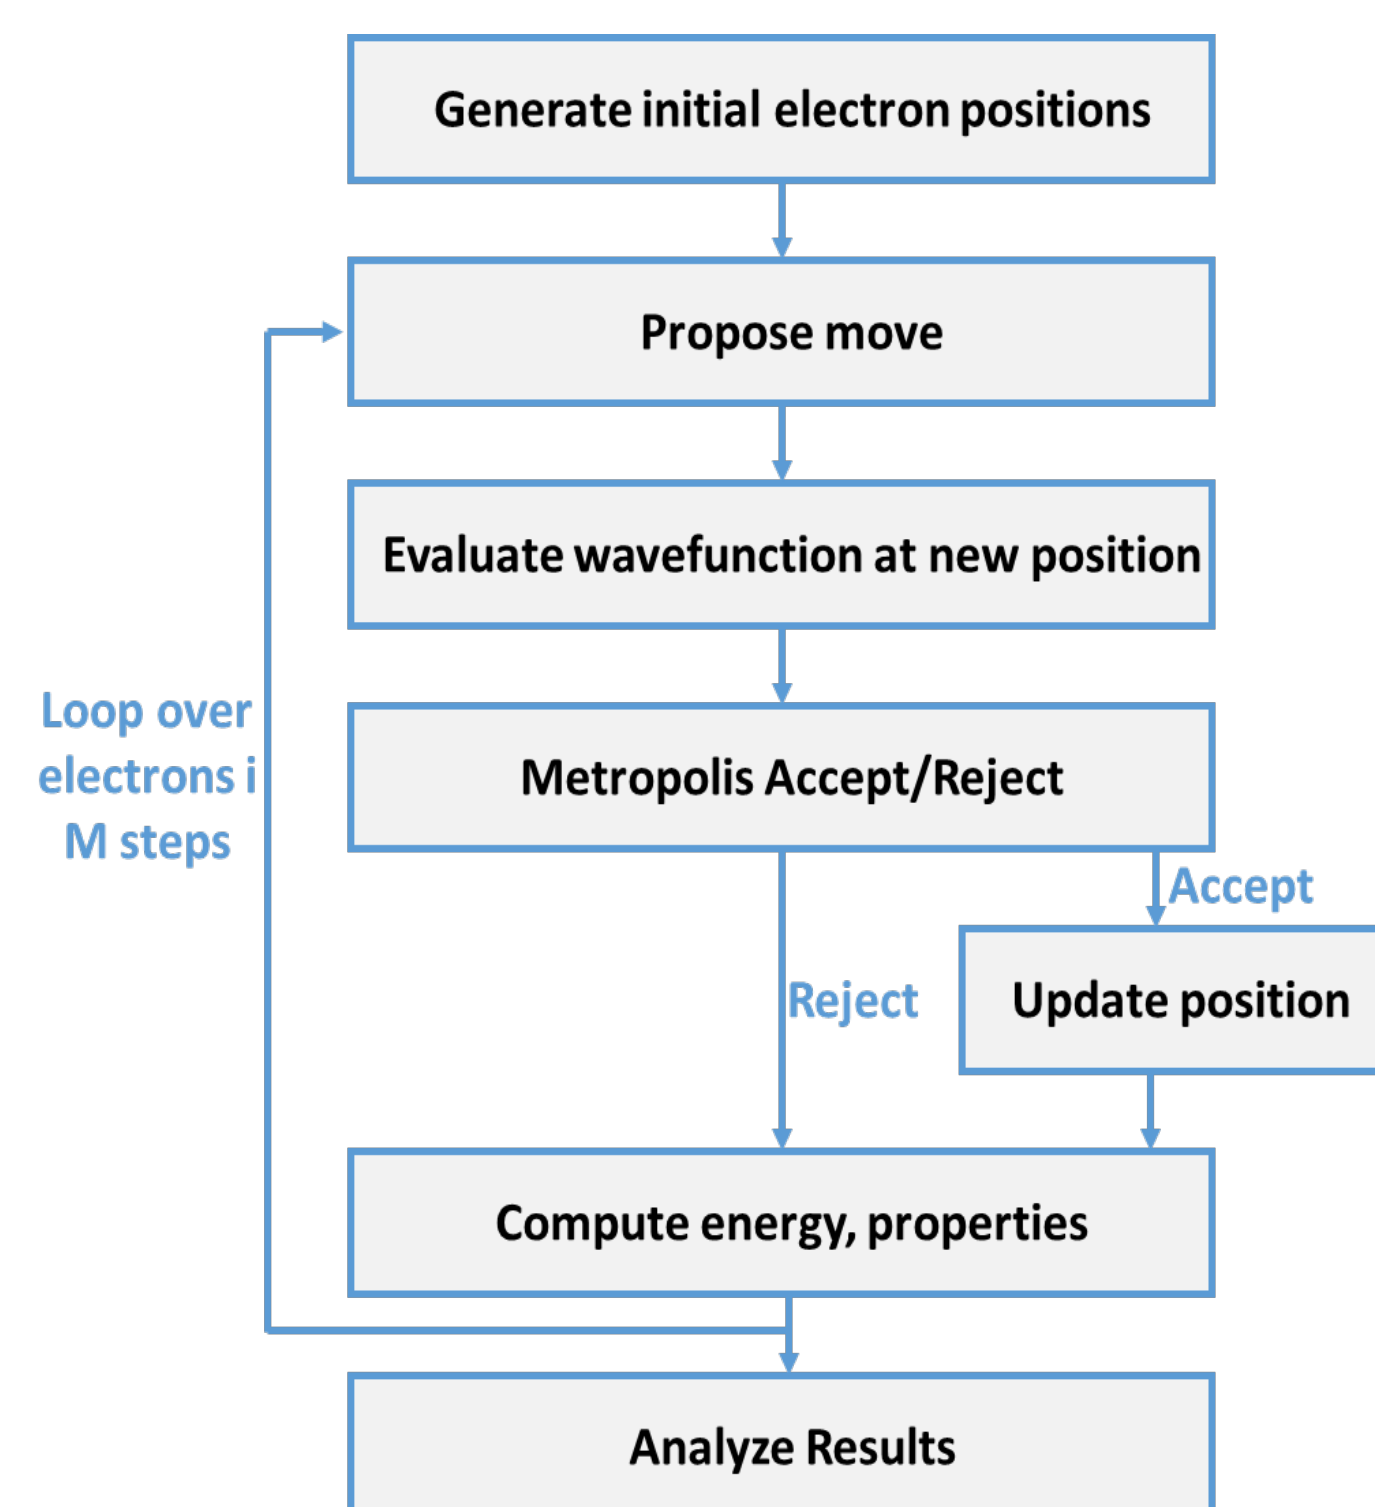 Generate initial electron positions
Propose move
Evaluate wavefunction at new position
Loop over
electrons i
M steps
Metropolis Accept/Reject
Accept
Reject
Update position
Compute energy, properties
Analyze Results